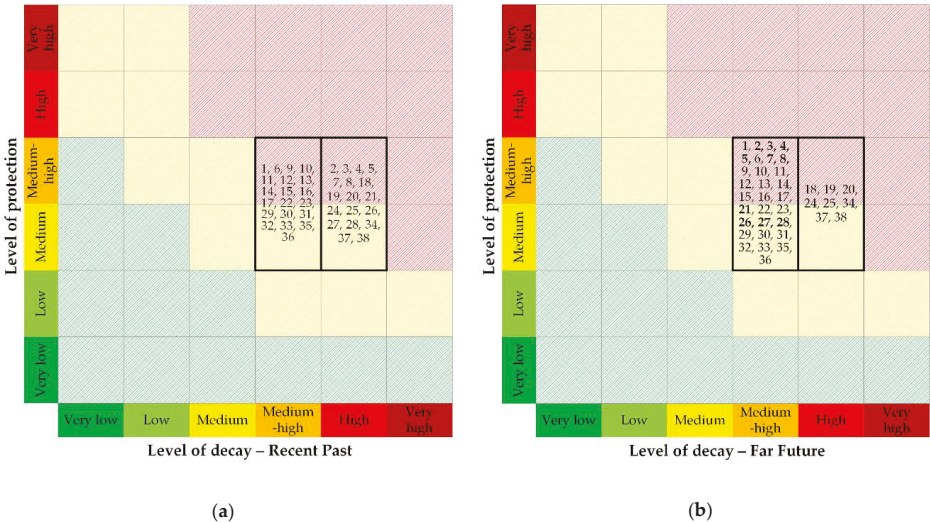 Level of protection
Very high
High
Medium-high
Medium
Low
Very low
1, 6, 9, 10,
11, 12, 13,
14, 15, 16,
17, 22, 23,
29, 30, 31,
32, 33, 35,
36
2, 3, 4, 5,
7, 8, 18,
19, 20, 21,
24, 25, 26,
27, 28, 34,
37, 38
Very low
Low
Medium
Medium
-high
High
Very
high
Level of decay – Recent Past
(a)
Level of protection
Very high
High
Medium-high
Medium
Low
Very low
1, 2, 3, 4,
5, 6, 7, 8,
9, 10, 11,
12, 13, 14,
15, 16, 17,
21, 22, 23,
26, 27, 28,
29, 30, 31,
32, 33, 35,
36
18, 19, 20,
24, 25, 34,
37, 38
Very low
Low
Medium
Medium
-high
High
Very
high
Level of decay – Far Future
(b)